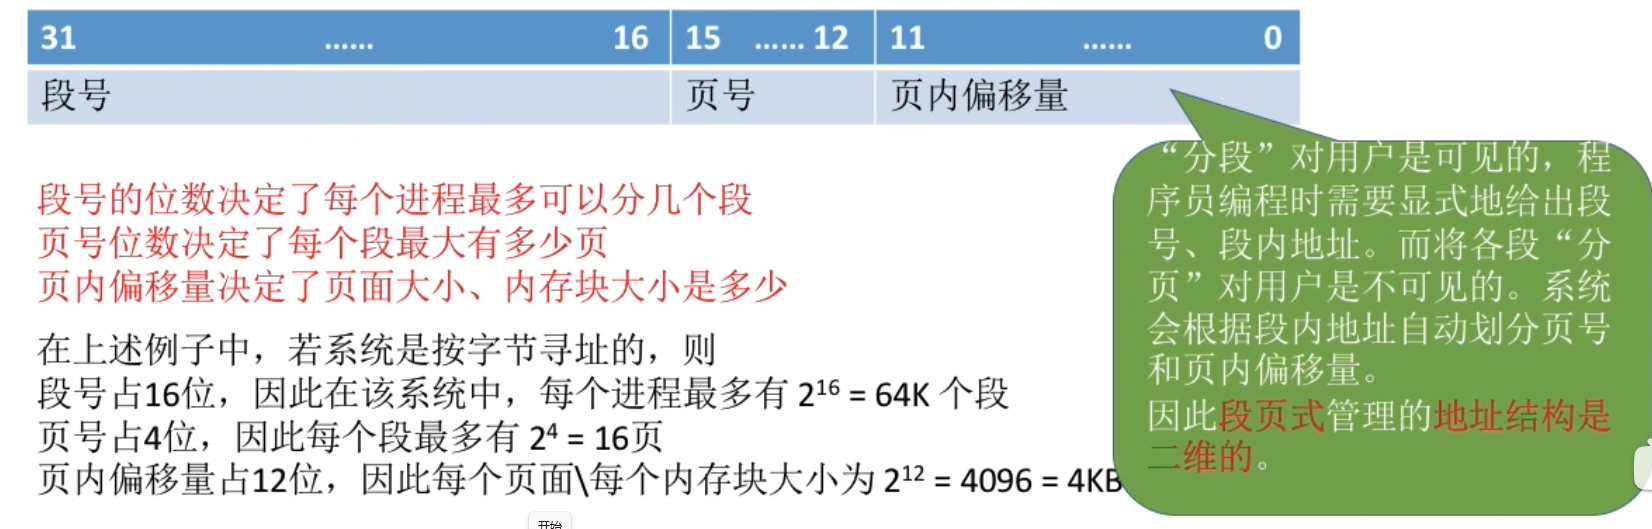 31 …… 16 15 …… 12 11 …… 0
段号 页号 页内偏移量
段号的位数决定了每个进程最多可以分几个段
页号位数决定了每个段最大有多少页
页内偏移量决定了页面大小、内存块大小是多少
在上述例子中，若系统是按字节寻址的，则
段号占16位，因此在该系统中，每个进程最多有 2¹⁶ = 64K 个段
页号占4位，因此每个段最多有 2⁴ = 16页
页内偏移量占12位，因此每个页面\每个内存块大小为 2¹² = 4096 = 4KB
“分段”对用户是可见的，程
序员编程时需要显式地给出段
号、段内地址。而将各段“分
页”对用户是不可见的。系统
会根据段内地址自动划分页号
和页内偏移量。
因此段页式管理的地址结构是
二维的。
开始